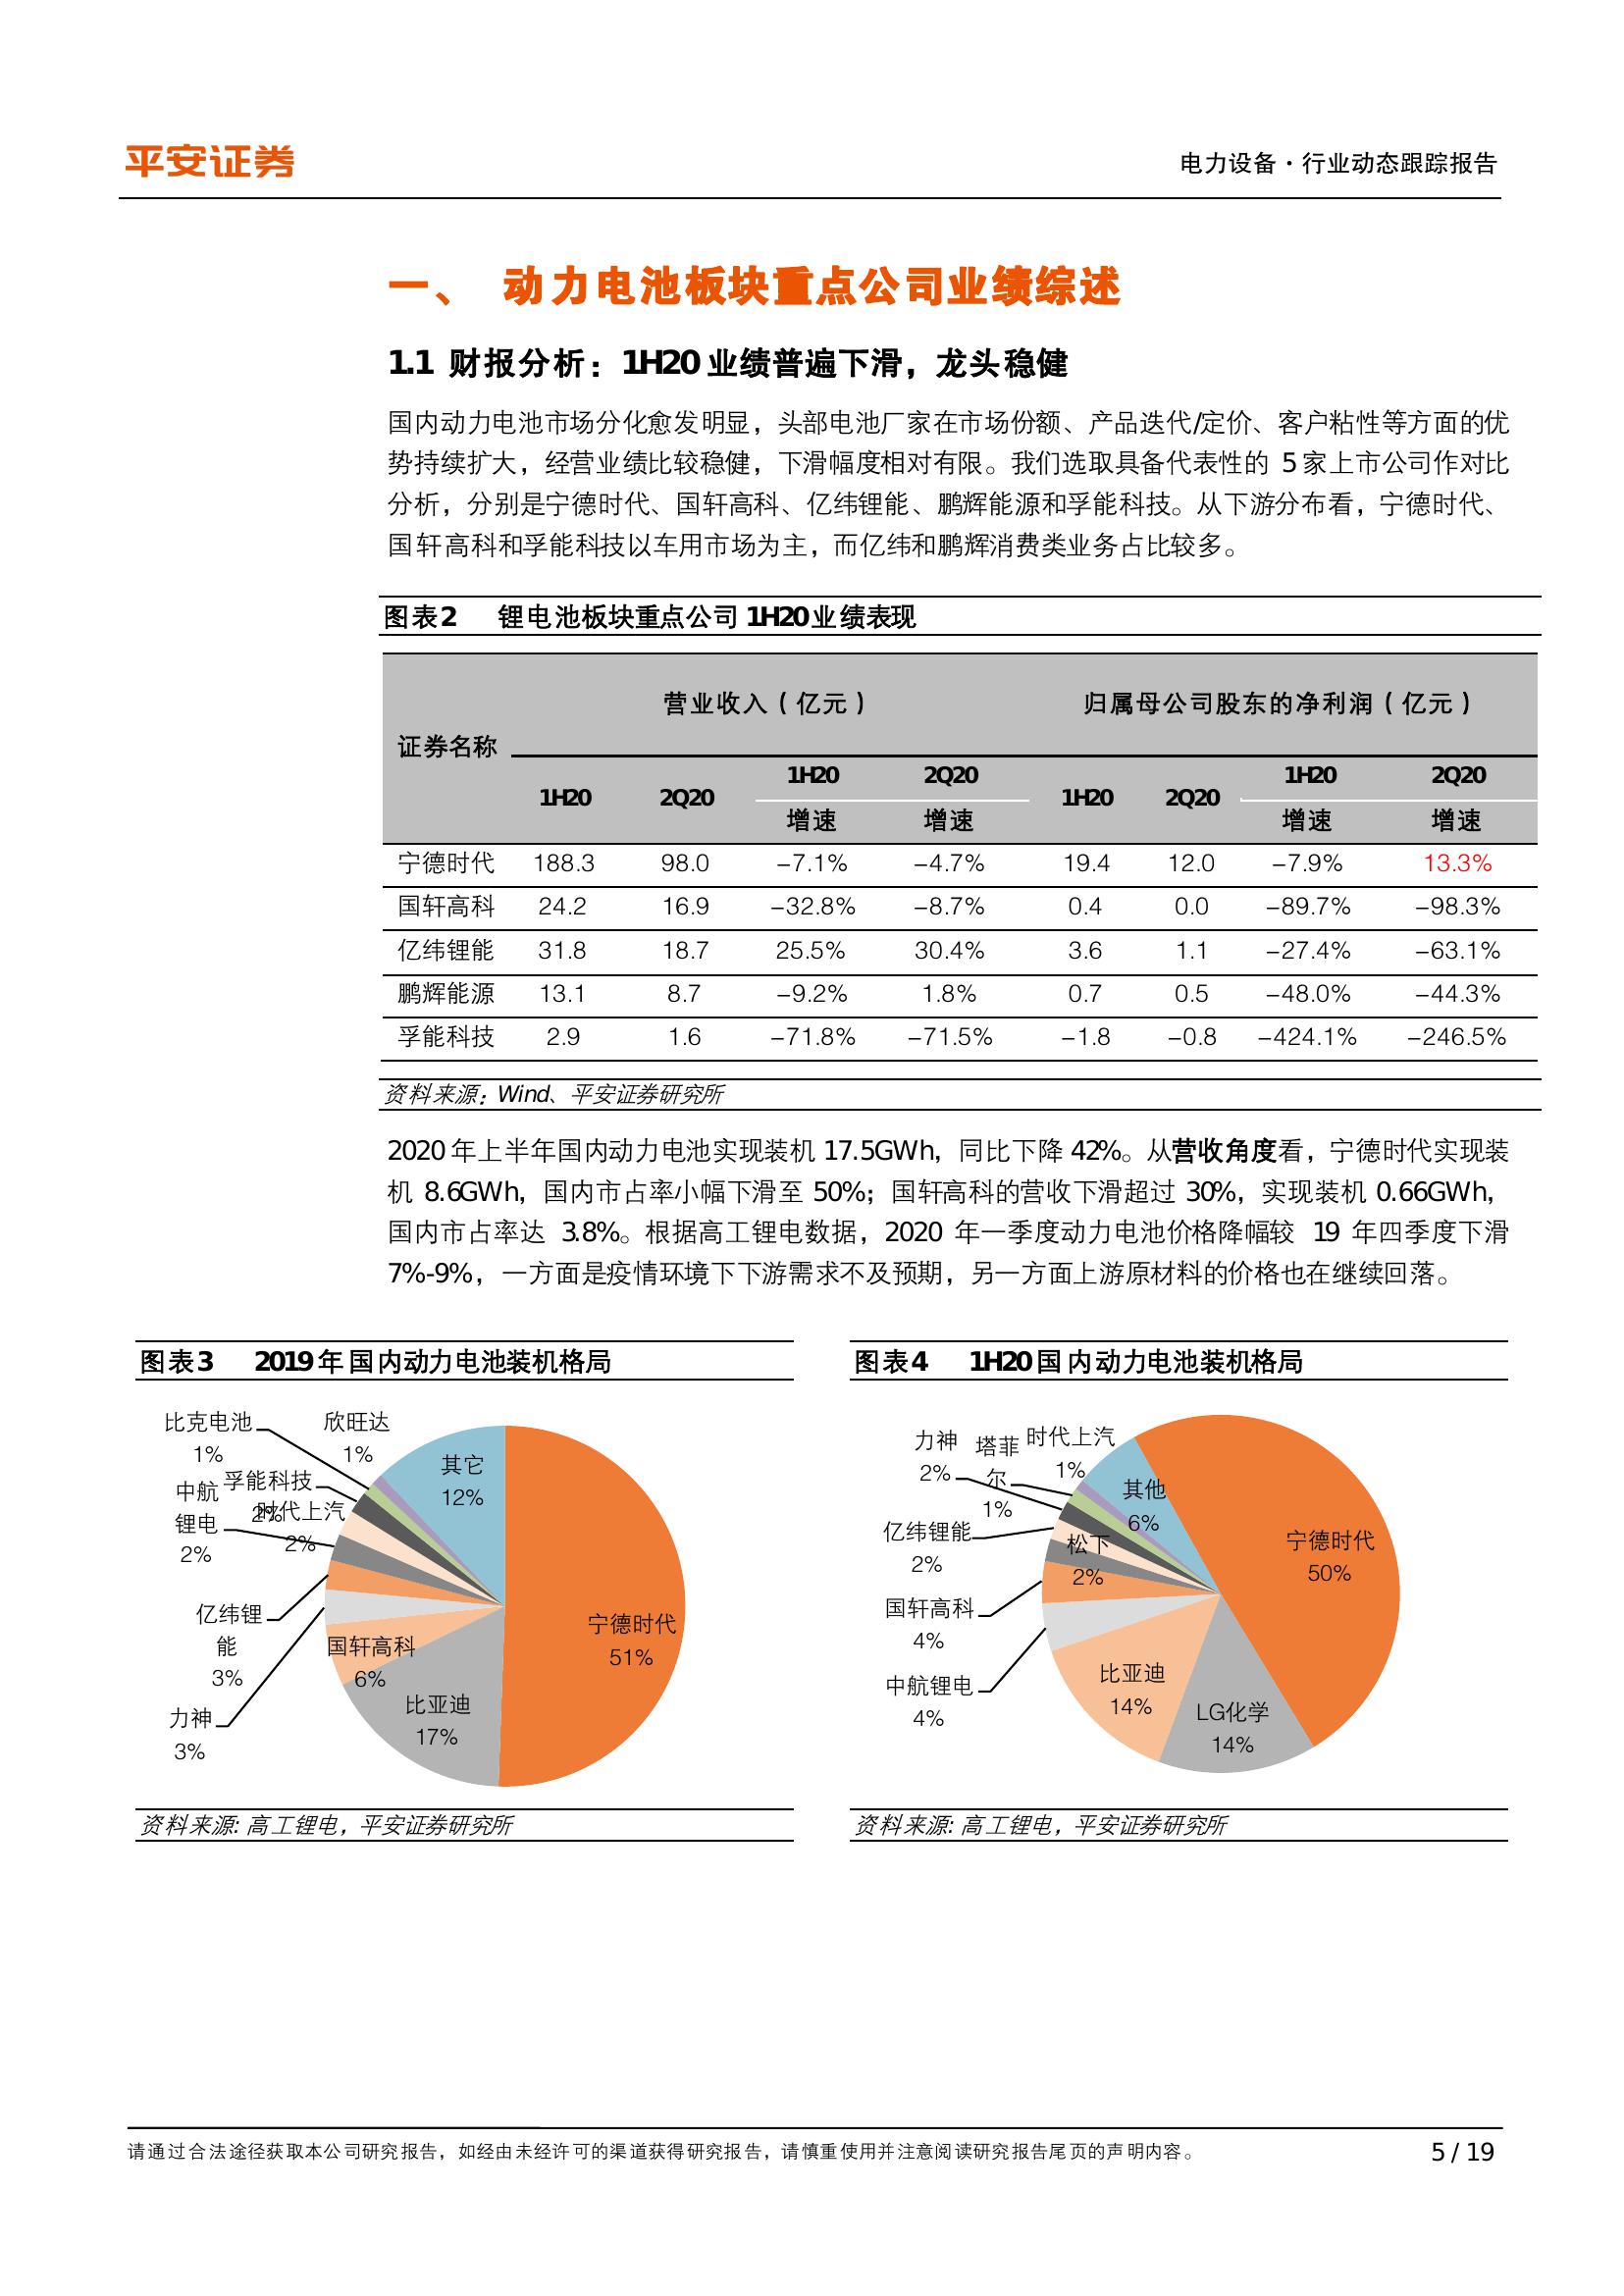 平安证券
电力设备·行业动态跟踪报告
一、 动力电池板块重点公司业绩综述
1.1 财报分析：1H20业绩普遍下滑，龙头稳健
国内动力电池市场分化愈发明显，头部电池厂家在市场份额、产品迭代/定价、客户粘性等方面的优
势持续扩大，经营业绩比较稳健，下滑幅度相对有限。我们选取具备代表性的 5家上市公司作对比
分析，分别是宁德时代、国轩高科、亿纬锂能、鹏辉能源和孚能科技。从下游分布看，宁德时代、
国轩高科和孚能科技以车用市场为主，而亿纬和鹏辉消费类业务占比较多。
图表2 锂电池板块重点公司 1H20业绩表现
证券名称 营业收入（亿元） 归属母公司股东的净利润（亿元）
1H20 2Q20 1H20增速 2Q20增速 1H20 2Q20 1H20增速 2Q20增速
宁德时代 188.3 98.0 -7.1% -4.7% 19.4 12.0 -7.9% 13.3%
国轩高科 24.2 16.9 -32.8% -8.7% 0.4 0.0 -89.7% -98.3%
亿纬锂能 31.8 18.7 25.5% 30.4% 3.6 1.1 -27.4% -63.1%
鹏辉能源 13.1 8.7 -9.2% 1.8% 0.7 0.5 -48.0% -44.3%
孚能科技 2.9 1.6 -71.8% -71.5% -1.8 -0.8 -424.1% -246.5%
资料来源：Wind、平安证券研究所
2020年上半年国内动力电池实现装机 17.5GWh，同比下降 42%。从营收角度看，宁德时代实现装
机 8.6GWh，国内市占率小幅下滑至 50%；国轩高科的营收下滑超过 30%，实现装机 0.66GWh，
国内市占率达 3.8%。根据高工锂电数据，2020 年一季度动力电池价格降幅较 19 年四季度下滑
7%-9%，一方面是疫情环境下下游需求不及预期，另一方面上游原材料的价格也在继续回落。
图表3 2019年国内动力电池装机格局
比克电池
1%
欣旺达
1%
其它
12%
孚能科技
2%
中航
锂电
2%
时代上汽
2%
亿纬锂
能
3%
力神
3%
国轩高科
6%
比亚迪
17%
宁德时代
51%
资料来源: 高工锂电，平安证券研究所
图表4 1H20国内动力电池装机格局
力神
2%
塔菲
尔
1%
时代上汽
1%
其他
6%
亿纬锂能
2%
松下
2%
国轩高科
4%
中航锂电
4%
比亚迪
14%
LG化学
14%
宁德时代
50%
资料来源: 高工锂电，平安证券研究所
请通过合法途径获取本公司研究报告，如经由未经许可的渠道获得研究报告，请慎重使用并注意阅读研究报告尾页的声明内容。
5 / 19